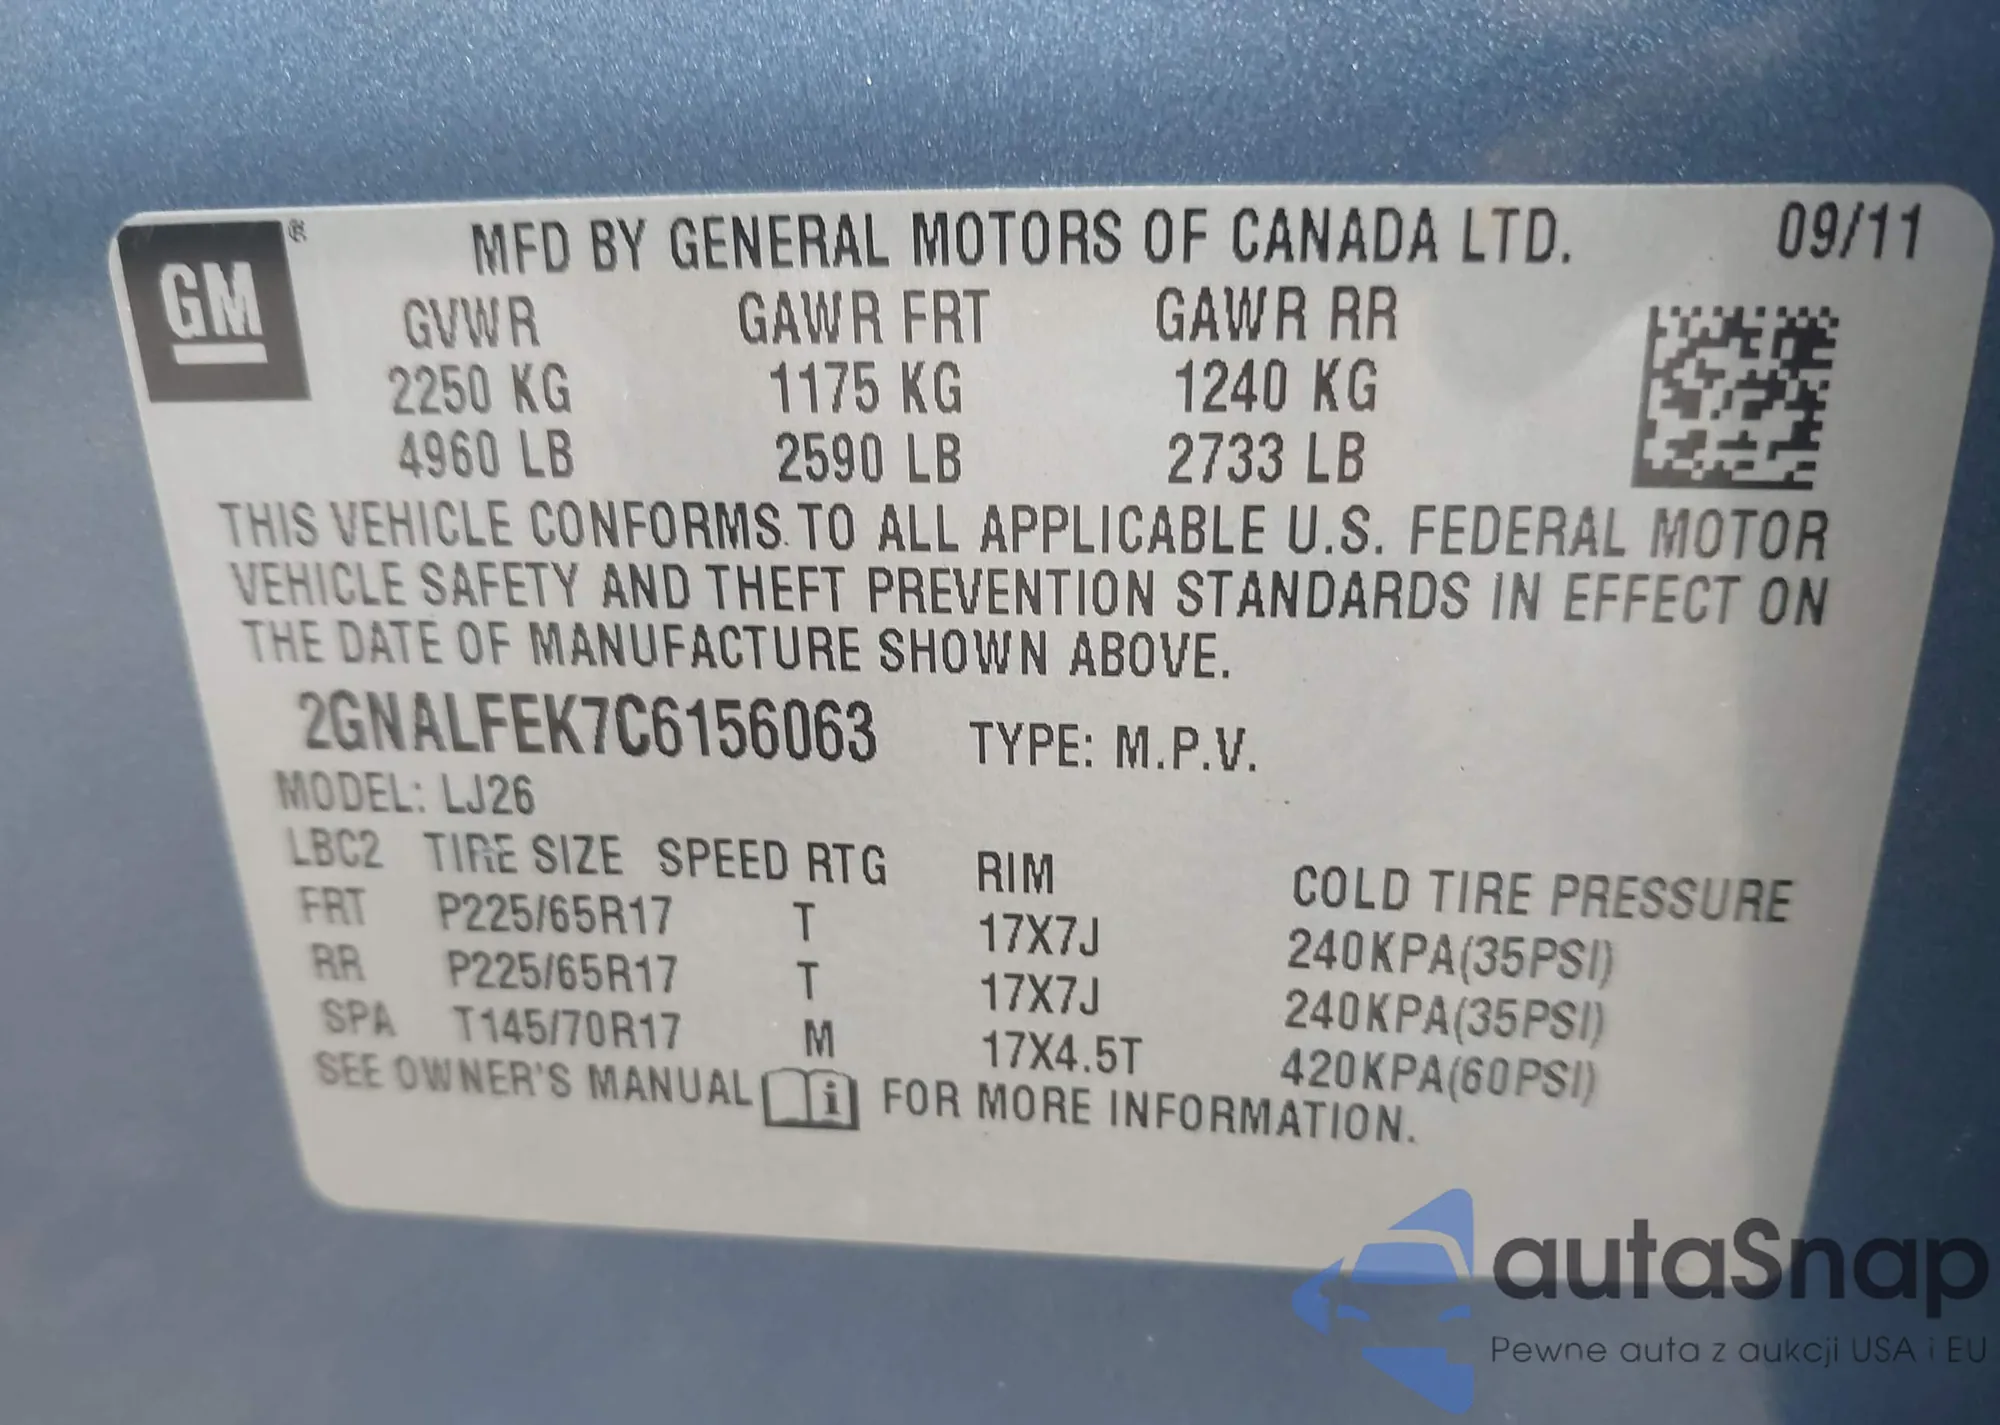 GM ® MFD BY GENERAL MOTORS OF CANADA LTD. 09/11
GVWR GAWR FRT GAWR RR
2250 KG 1175 KG 1240 KG
4960 LB 2590 LB 2733 LB
THIS VEHICLE CONFORMS TO ALL APPLICABLE U.S. FEDERAL MOTOR
VEHICLE SAFETY AND THEFT PREVENTION STANDARDS IN EFFECT ON
THE DATE OF MANUFACTURE SHOWN ABOVE.
2GNALFEK7C6156063 TYPE: M.P.V.
MODEL: LJ26
LBC2 TIRE SIZE SPEED RTG RIM COLD TIRE PRESSURE
FRT P225/65R17 T 17X7J 240KPA(35PSI)
RR P225/65R17 T 17X7J 240KPA(35PSI)
SPA T145/70R17 M 17X4.5T 420KPA(60PSI)
SEE OWNER'S MANUAL i FOR MORE INFORMATION.
autaSnap
Pewne auta z aukcji USA i EU